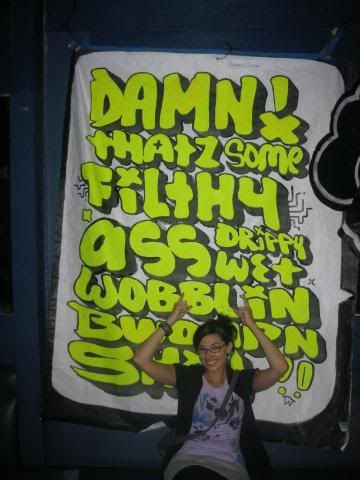 DAMN!
thatz some
FiLtHY
ASS DRiPPY
WEt
WOBBLiN